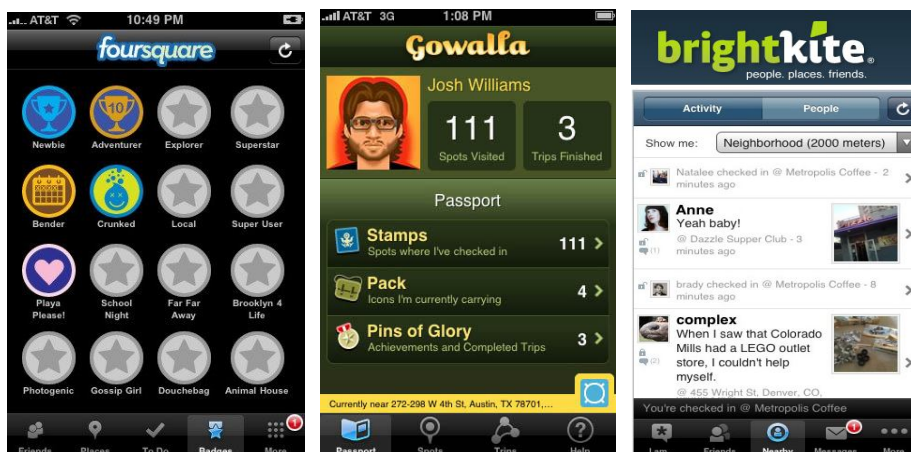 AT&T 10:49 PM
foursquare
10
Newbie Adventurer Explorer Superstar
Bender Crunked Local Super User
Playa Please! School Night Far Far Away Brooklyn 4 Life
Photogenic Gossip Girl Douchebag Animal House
Friends Places To Do Badges More
1
AT&T 3G 1:08 PM
Gowalla
Josh Williams
111 3
Spots Visited Trips Finished
Passport
Stamps
Spots where I've checked in
111
Pack
Icons I'm currently carrying
4
Pins of Glory
Achievements and Completed Trips
3
Currently near 272-298 W 4th St, Austin, TX 78701,...
Passport Spots Trips Help
brightkite®
people. places. friends.
Activity People
Show me: Neighborhood (2000 meters)
Natalee checked in @ Metropolis Coffee - 2
minutes ago
Anne
Yeah baby!
@ Dazzle Supper Club - 3
minutes ago
(1)
brady checked in @ Metropolis Coffee - 8
minutes ago
complex
When I saw that Colorado
Mills had a LEGO outlet
store, I couldn't help
myself.
(2)
@ 455 Wright St, Denver, CO,
You're checked in @ Metropolis Coffee
1
I am Friends Nearby Messages More